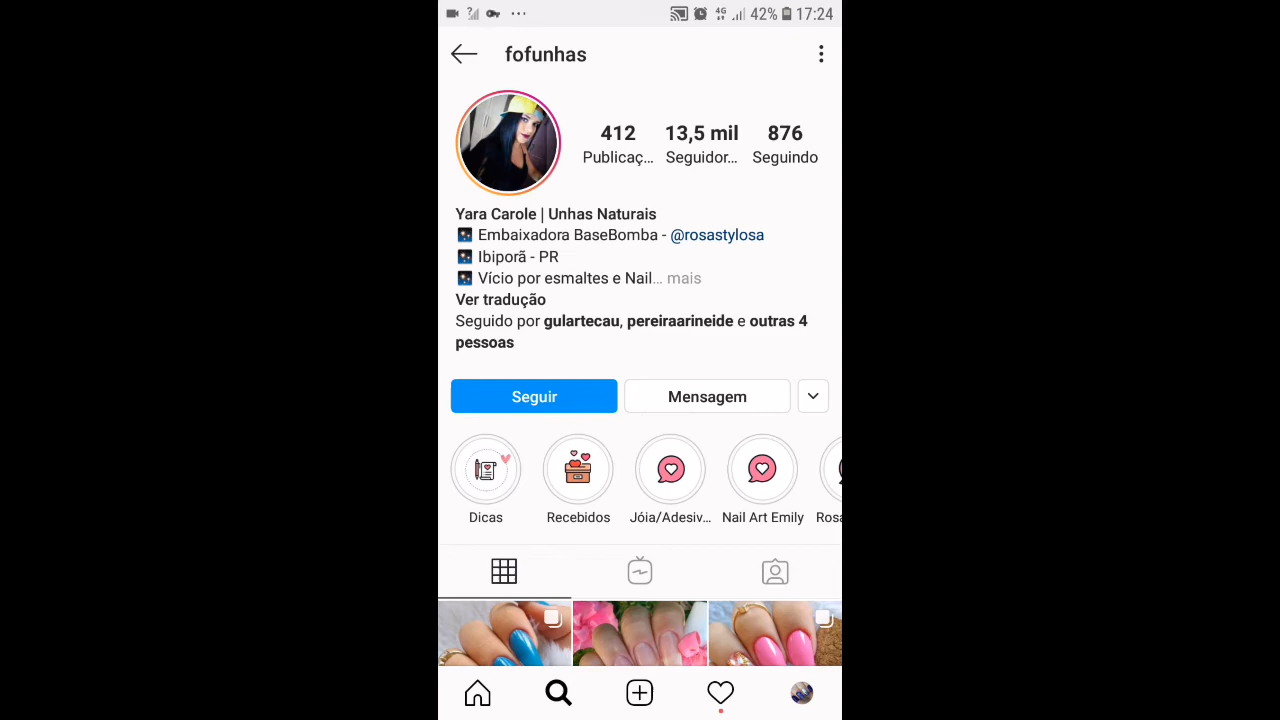 42% 17:24
fofunhas
412 13,5 mil 876
Publicaç... Seguidor... Seguindo
Yara Carole | Unhas Naturais
Embaixadora BaseBomba - @rosastylosa
Ibiporã - PR
Vício por esmaltes e Nail... mais
Ver tradução
Seguido por gulartecau, pereiraarineide e outras 4
pessoas
Seguir Mensagem
Dicas Recebidos Jóia/Adesiv... Nail Art Emily Rosa